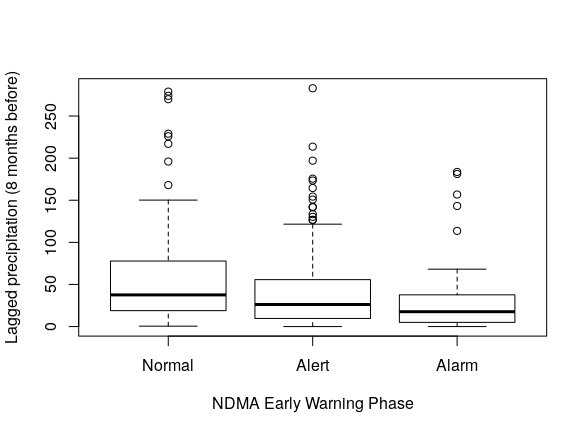 Lagged precipitation (8 months before)
250
200
150
100
50
0
Normal Alert Alarm
NDMA Early Warning Phase